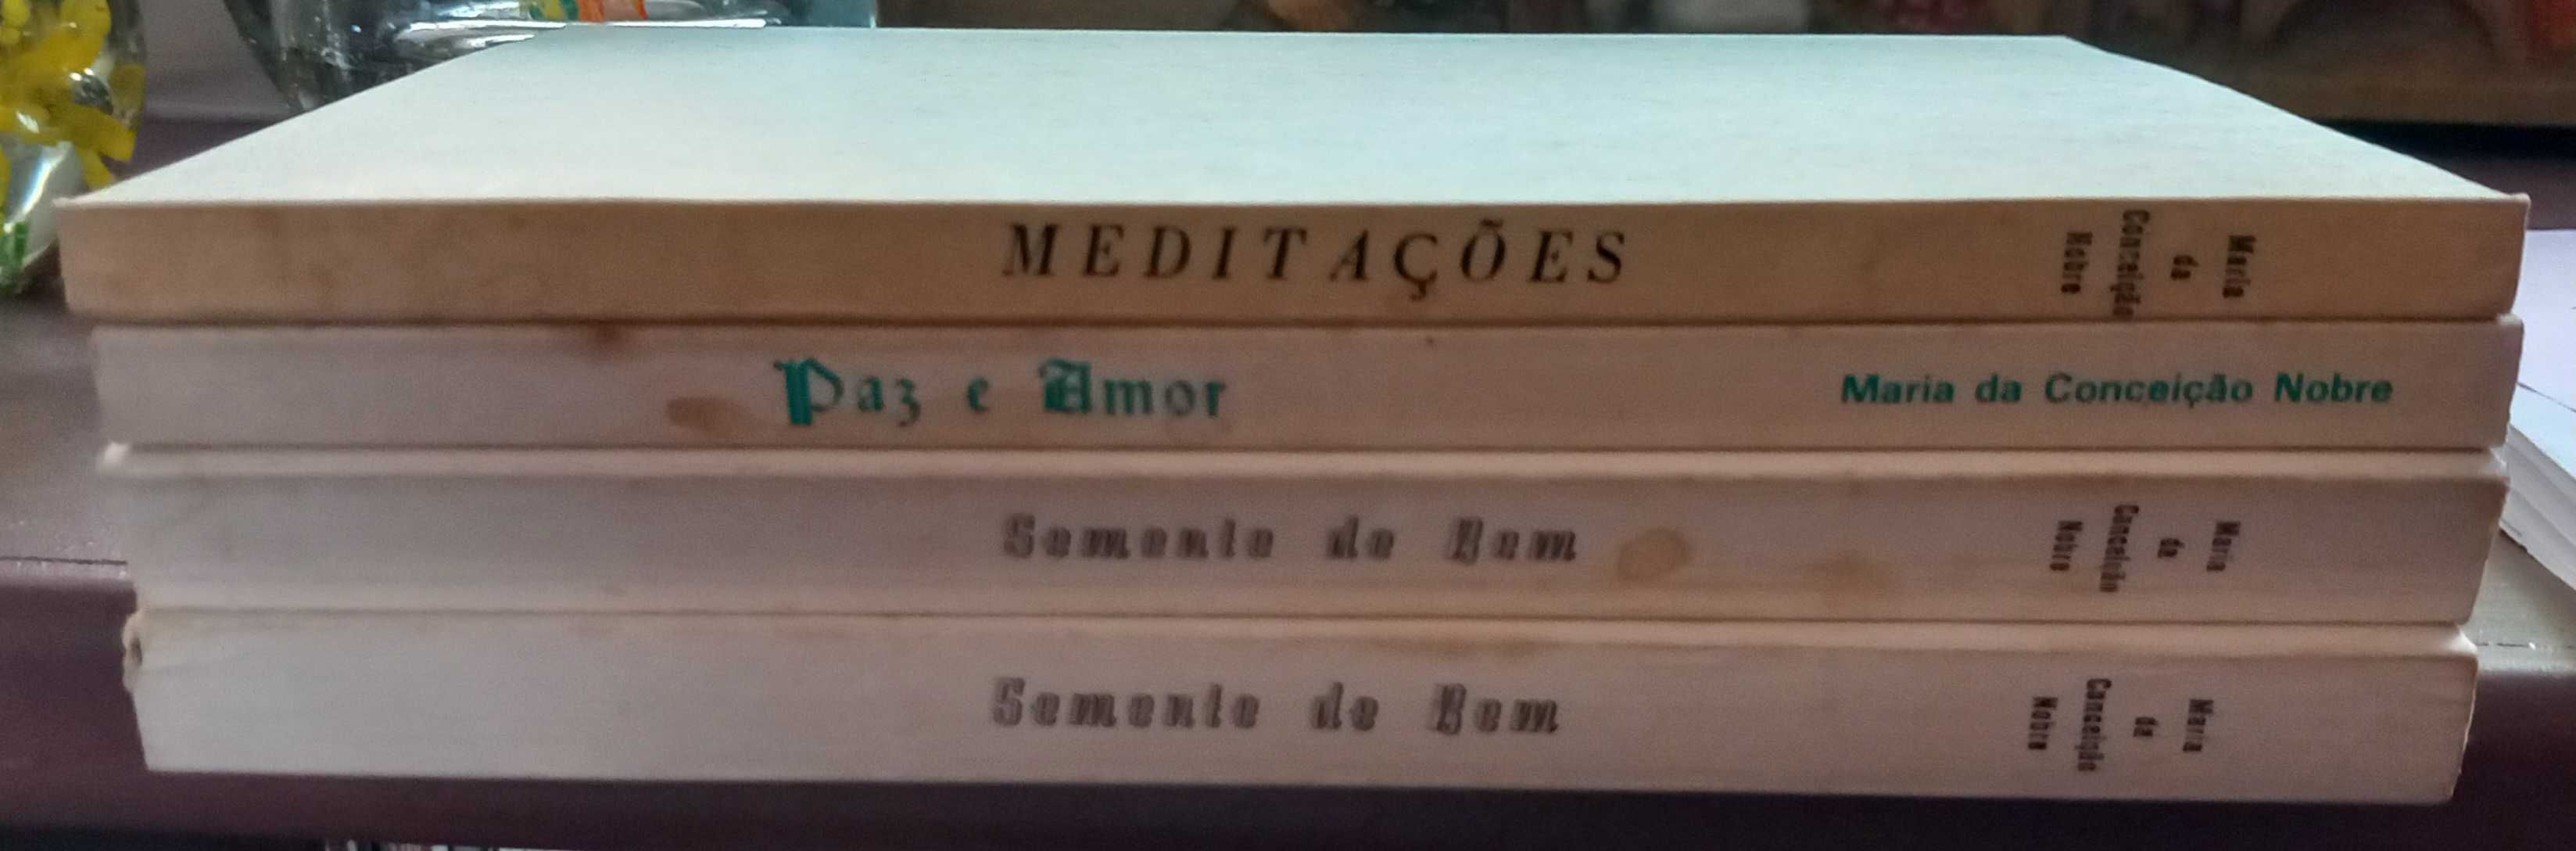 MEDITAÇÕES
Maria
da
Conceição
Nobre
Paz e Amor
Maria da Conceição Nobre
Semente de Bem
Maria
da
Conceição
Nobre
Semente de Bem
Maria
da
Conceição
Nobre